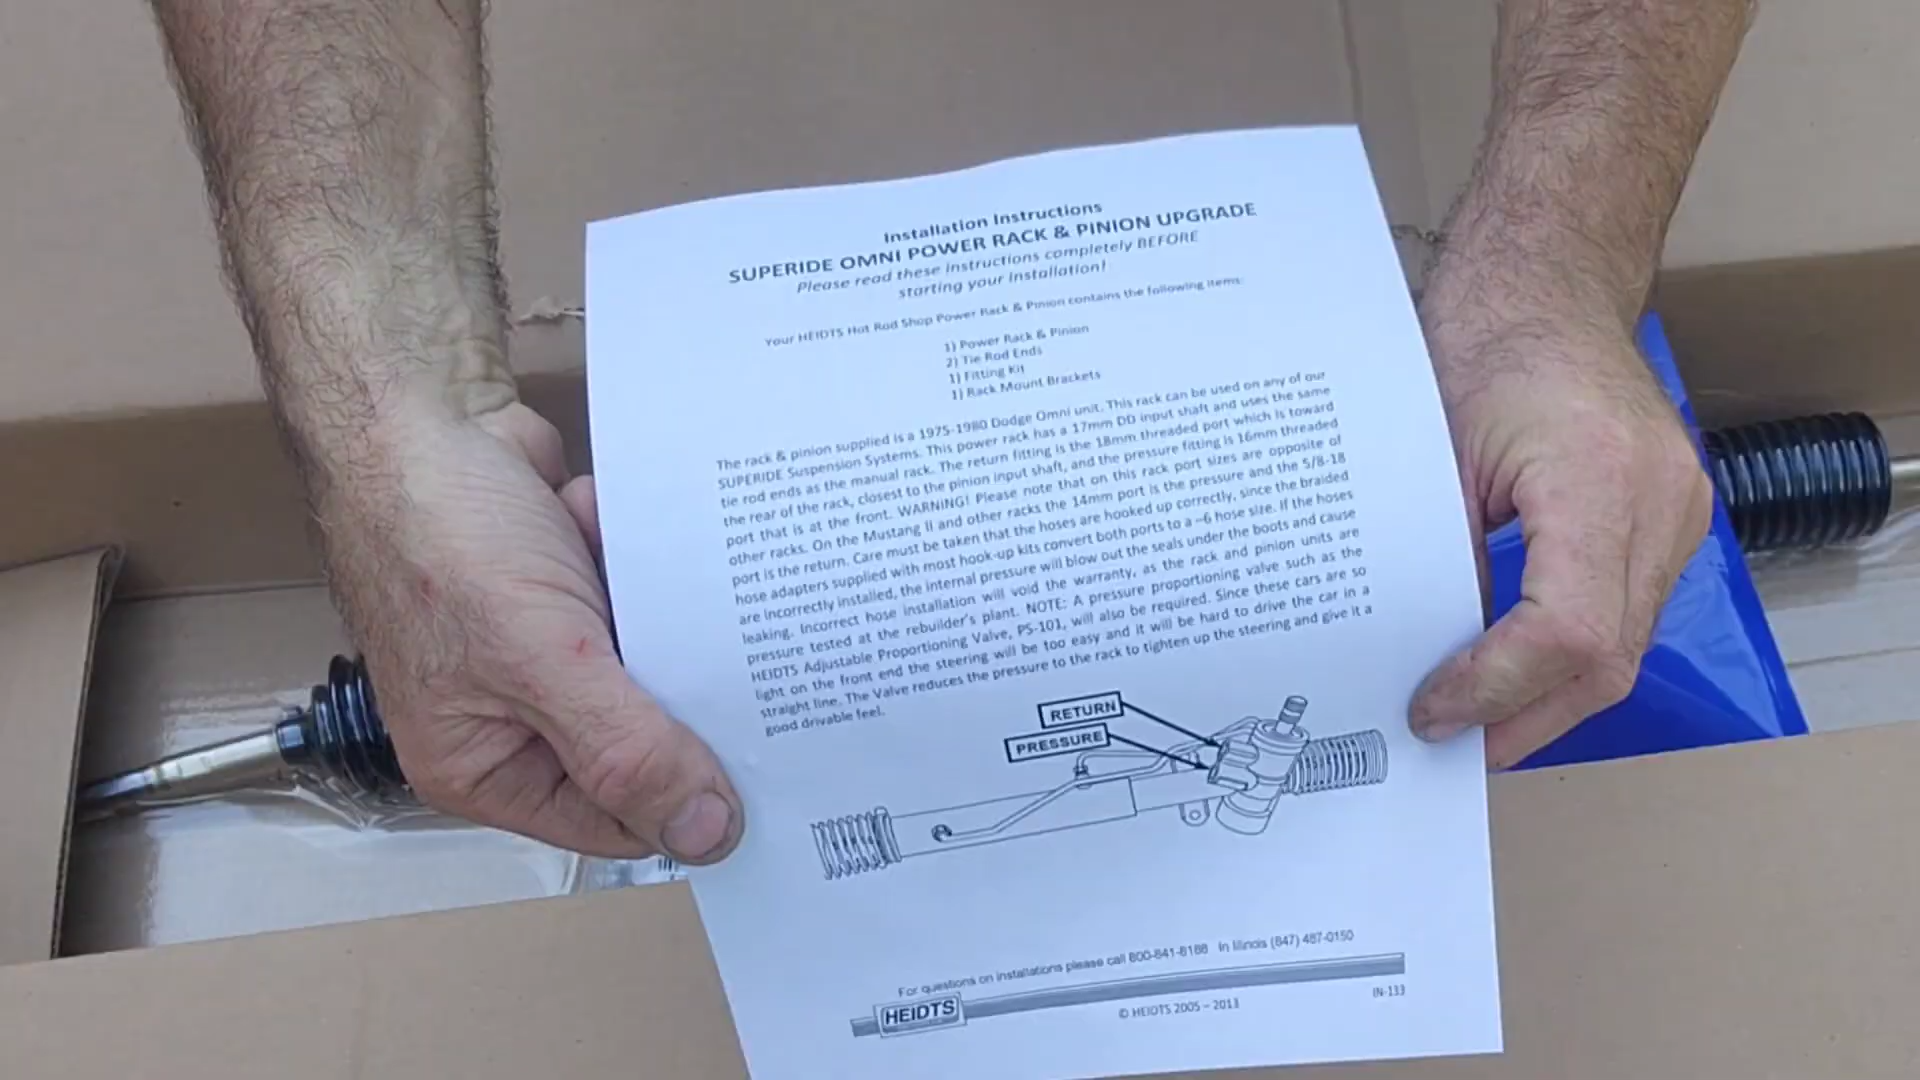 Installation Instructions
SUPERIDE OMNI POWER RACK & PINION UPGRADE
Please read these instructions completely BEFORE
starting your installation!
Your HEIDTS Hot Rod Shop Power Rack & Pinion contains the following items:
1) Power Rack & Pinion
2) Tie Rod Ends
1) Fitting Kit
1) Rack Mount Brackets
The rack & pinion supplied is a 1975-1980 Dodge Omni unit. This rack can be used on any of our
SUPERIDE Suspension Systems. This power rack has a 17mm DD input shaft and uses the same
tie rod ends as the manual rack. The return fitting is the 18mm threaded port which is toward
the rear of the rack, closest to the pinion input shaft, and the pressure fitting is 16mm threaded
port that is at the front. WARNING! Please note that on this rack port sizes are opposite of
other racks. On the Mustang II and other racks the 14mm port is the pressure and the 5/8-18
port is the return. Care must be taken that the hoses are hooked up correctly, since the braided
hose adapters supplied with most hook-up kits convert both ports to a -6 hose size. If the hoses
are incorrectly installed, the internal pressure will blow out the seals under the boots and cause
leaking. Incorrect hose installation will void the warranty, as the rack and pinion units are
pressure tested at the rebuilder's plant. NOTE: A pressure proportioning valve such as the
HEIDTS Adjustable Proportioning Valve, PS-101, will also be required. Since these cars are so
light on the front end the steering will be too easy and it will be hard to drive the car in a
straight line. The Valve reduces the pressure to the rack to tighten up the steering and give it a
good drivable feel.
RETURN
PRESSURE
For questions on installations please call 800-841-8188 In Illinois (847) 487-0150
HEIDTS
© HEIDTS 2005 – 2013
IN-133